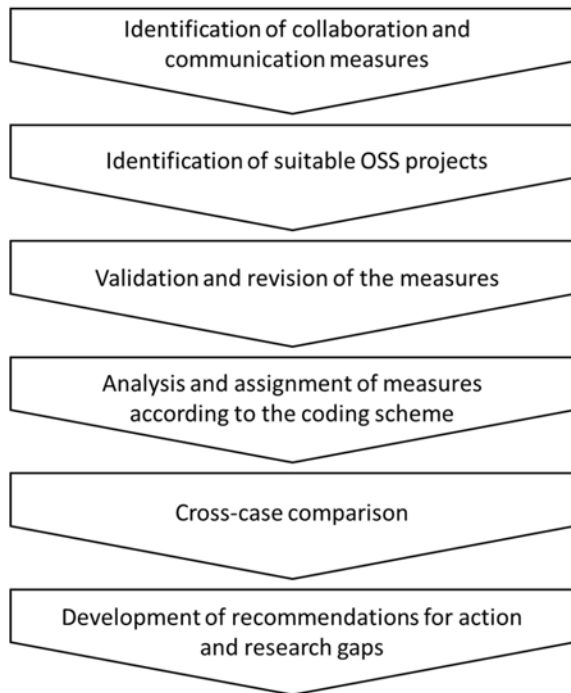 Identification of collaboration and
communication measures
Identification of suitable OSS projects
Validation and revision of the measures
Analysis and assignment of measures
according to the coding scheme
Cross-case comparison
Development of recommendations for action
and research gaps